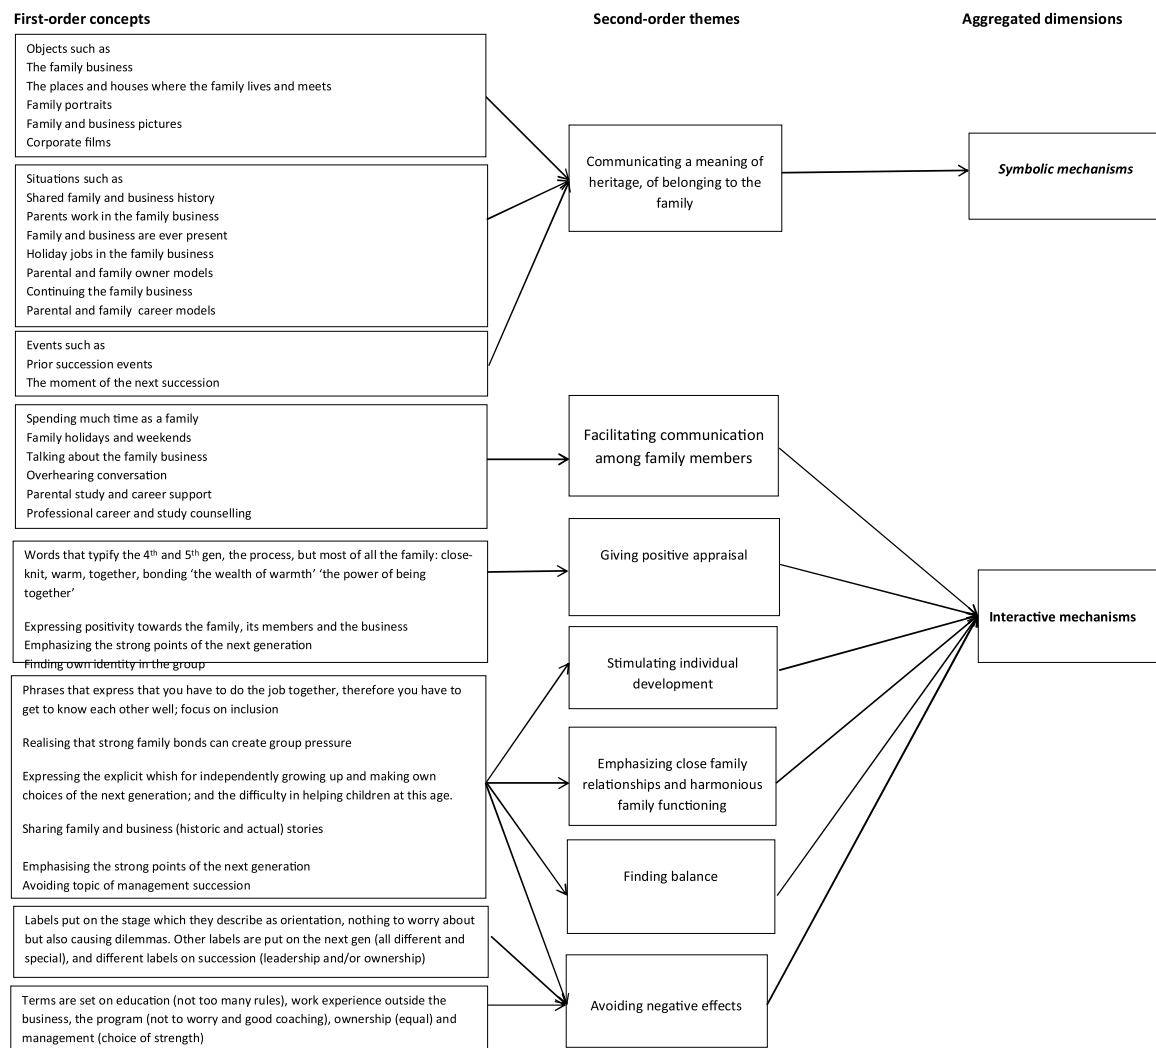 First-order concepts
Second-order themes
Aggregated dimensions
Objects such as
The family business
The places and houses where the family lives and meets
Family portraits
Family and business pictures
Corporate films
Situations such as
Shared family and business history
Parents work in the family business
Family and business are ever present
Holiday jobs in the family business
Parental and family owner models
Continuing the family business
Parental and family  career models
Events such as
Prior succession events
The moment of the next succession
Spending much time as a family
Family holidays and weekends
Talking about the family business
Overhearing conversation
Parental study and career support
Professional career and study counselling
Words that typify the 4th and 5th gen, the process, but most of all the family: close-
knit, warm, together, bonding ‘the wealth of warmth’ ‘the power of being
together’
Expressing positivity towards the family, its members and the business
Emphasizing the strong points of the next generation
Finding own identity in the group
Phrases that express that you have to do the job together, therefore you have to
get to know each other well; focus on inclusion
Realising that strong family bonds can create group pressure
Expressing the explicit whish for independently growing up and making own
choices of the next generation; and the difficulty in helping children at this age.
Sharing family and business (historic and actual) stories
Emphasising the strong points of the next generation
Avoiding topic of management succession
Labels put on the stage which they describe as orientation, nothing to worry about
but also causing dilemmas. Other labels are put on the next gen (all different and
special), and different labels on succession (leadership and/or ownership)
Terms are set on education (not too many rules), work experience outside the
business, the program (not to worry and good coaching), ownership (equal) and
management (choice of strength)
Communicating a meaning of
heritage, of belonging to the
family
Facilitating communication
among family members
Giving positive appraisal
Stimulating individual
development
Emphasizing close family
relationships and harmonious
family functioning
Finding balance
Avoiding negative effects
Symbolic mechanisms
Interactive mechanisms